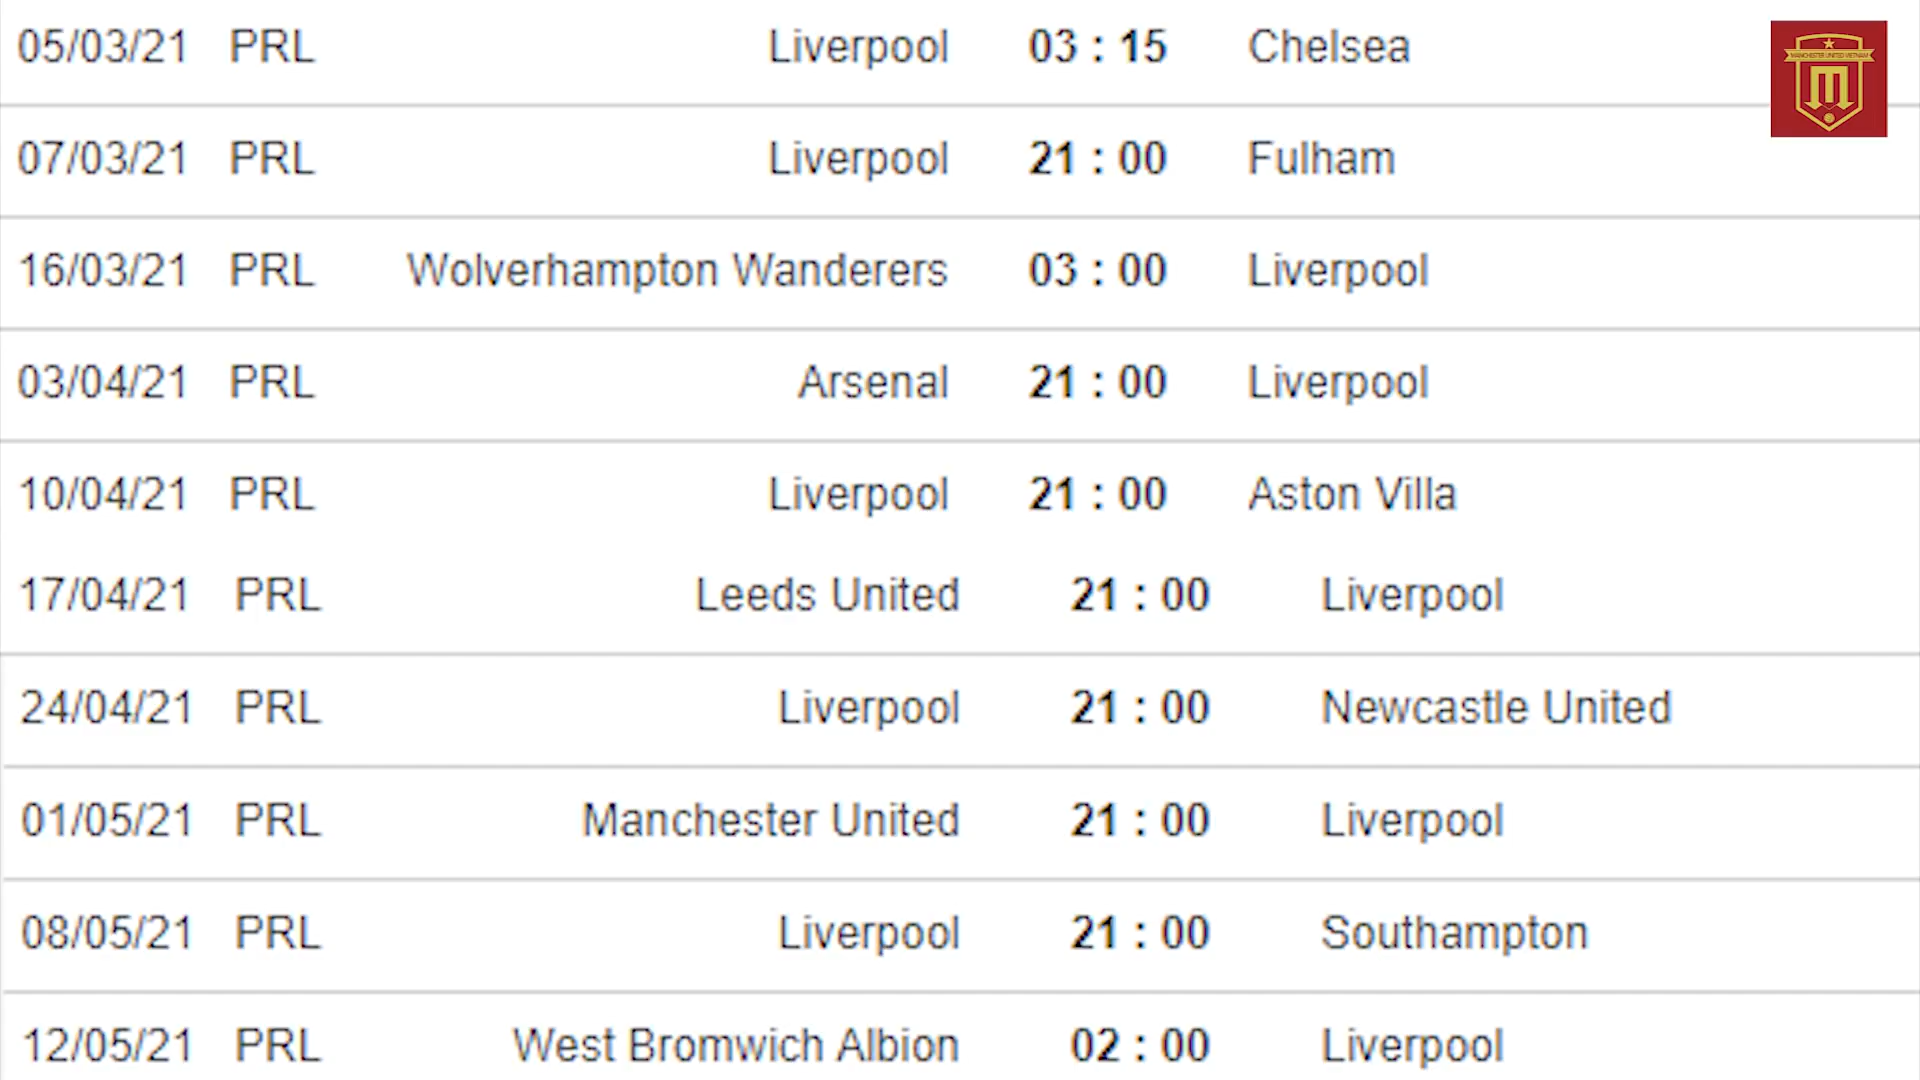 05/03/21 PRL Liverpool 03 : 15 Chelsea
MANCHESTER UNITED VIETNAM
M
07/03/21 PRL Liverpool 21 : 00 Fulham
16/03/21 PRL Wolverhampton Wanderers 03 : 00 Liverpool
03/04/21 PRL Arsenal 21 : 00 Liverpool
10/04/21 PRL Liverpool 21 : 00 Aston Villa
17/04/21 PRL Leeds United 21 : 00 Liverpool
24/04/21 PRL Liverpool 21 : 00 Newcastle United
01/05/21 PRL Manchester United 21 : 00 Liverpool
08/05/21 PRL Liverpool 21 : 00 Southampton
12/05/21 PRL West Bromwich Albion 02 : 00 Liverpool